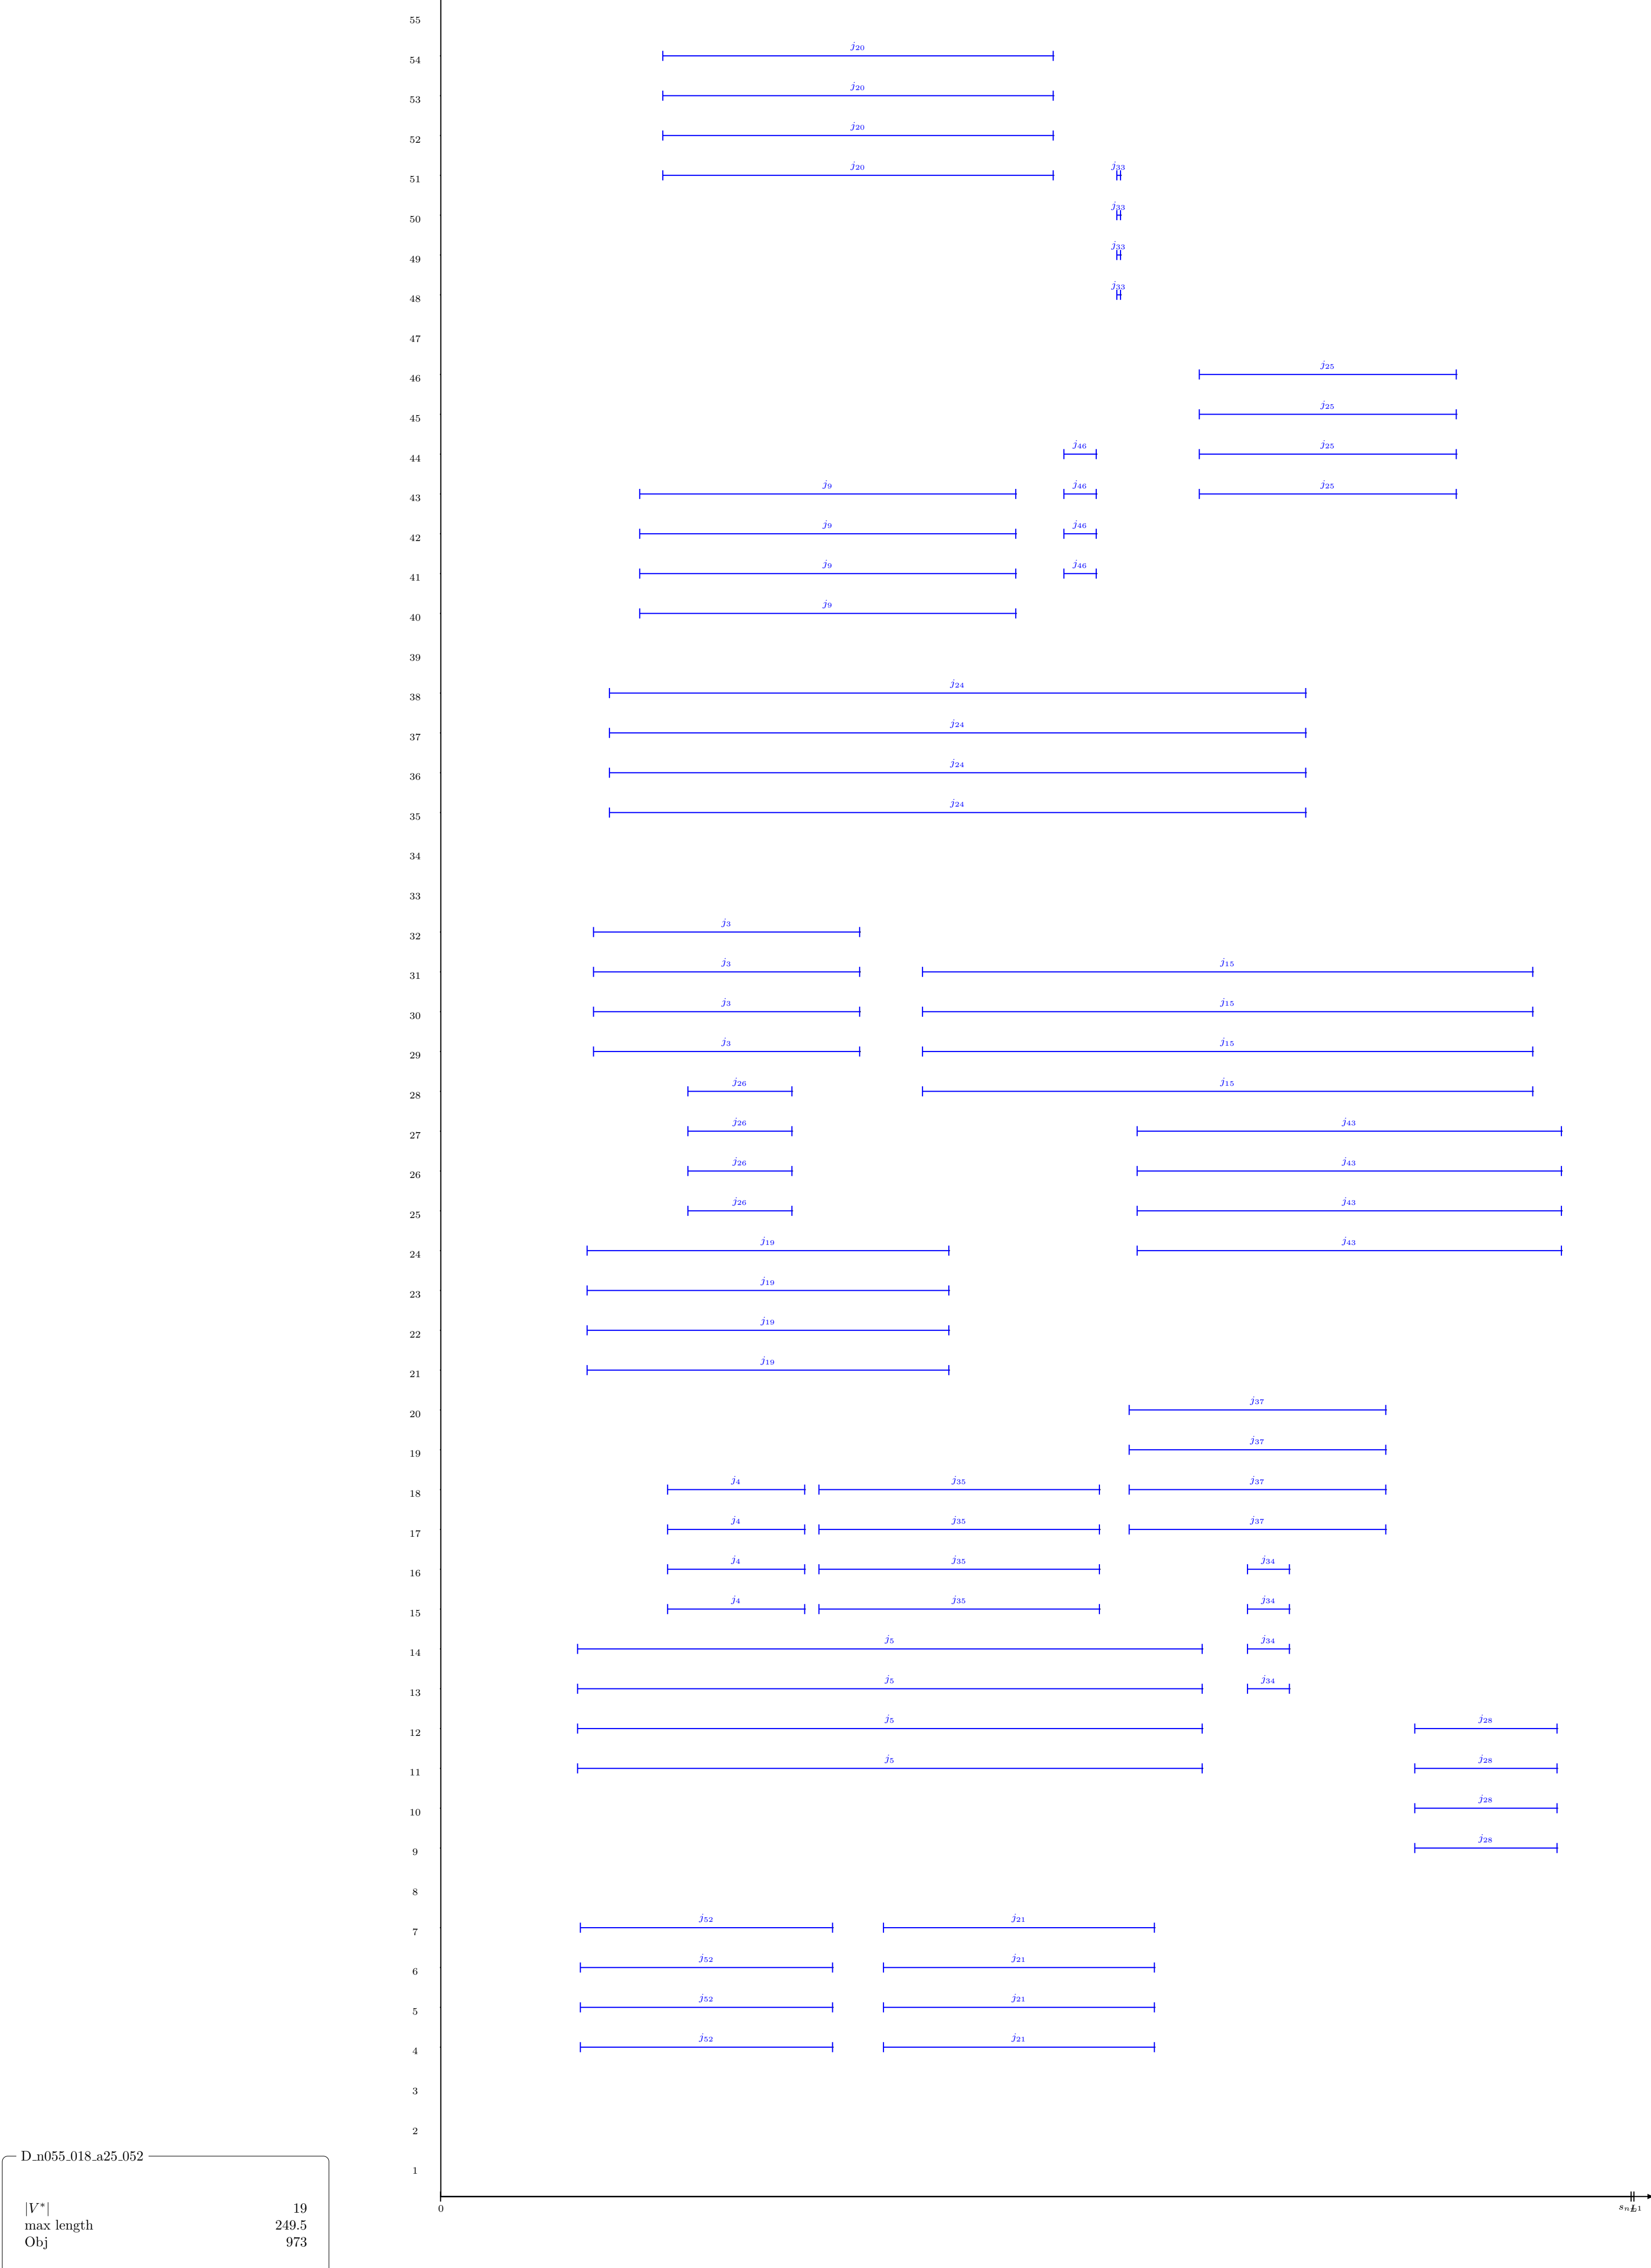 55
j20
54
j20
53
j20
52
j20 j33
51
j33
50
j33
49
j33
48
47
j25
46
j25
45
j46 j25
44
j9 j46 j25
43
j9 j46
42
j9 j46
41
j9
40
39
j24
38
j24
37
j24
36
j24
35
34
33
j3
32
j3 j15
31
j3 j15
30
j3 j15
29
j26 j15
28
j26 j43
27
j26 j43
26
j26 j43
25
j19 j43
24
j19
23
j19
22
j19
21
j37
20
j37
19
j4 j35 j37
18
j4 j35 j37
17
j4 j35 j34
16
j4 j35 j34
15
j5 j34
14
j5 j34
13
j5 j28
12
j5 j28
11
j28
10
j28
9
8
j52 j21
7
j52 j21
6
j52 j21
5
j52 j21
4
3
2
1
0
D_n055_018_a25_052
|V*| 19
max length 249.5
Obj 973